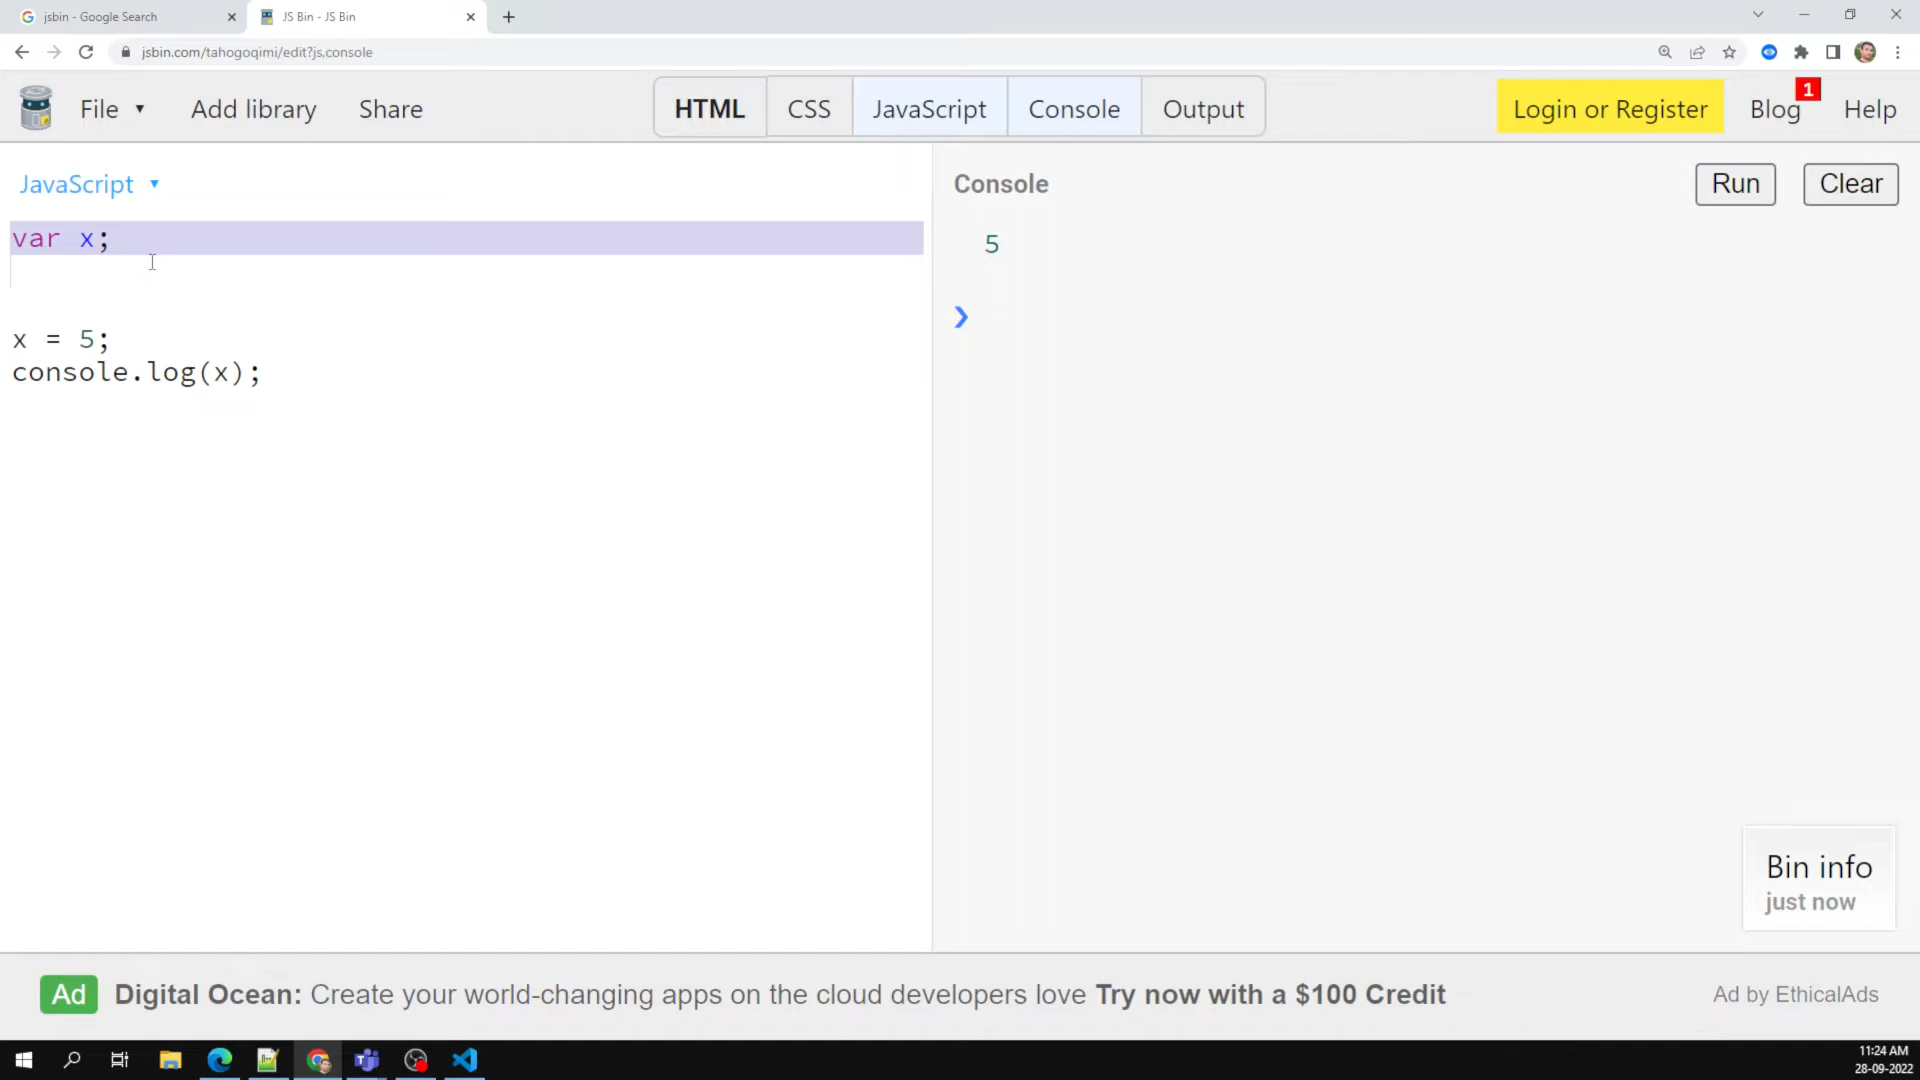 jsbin - Google Search
JS Bin - JS Bin
jsbin.com/tahogoqimi/edit?js,console
File
Add library
Share
HTML
CSS
JavaScript
Console
Output
Login or Register
Blog
1
Help
JavaScript
var x;
x = 5;
console.log(x);
Console
Run
Clear
5
Bin info
just now
Ad
Digital Ocean: Create your world-changing apps on the cloud developers love Try now with a $100 Credit
Ad by EthicalAds
11:24 AM
28-09-2022